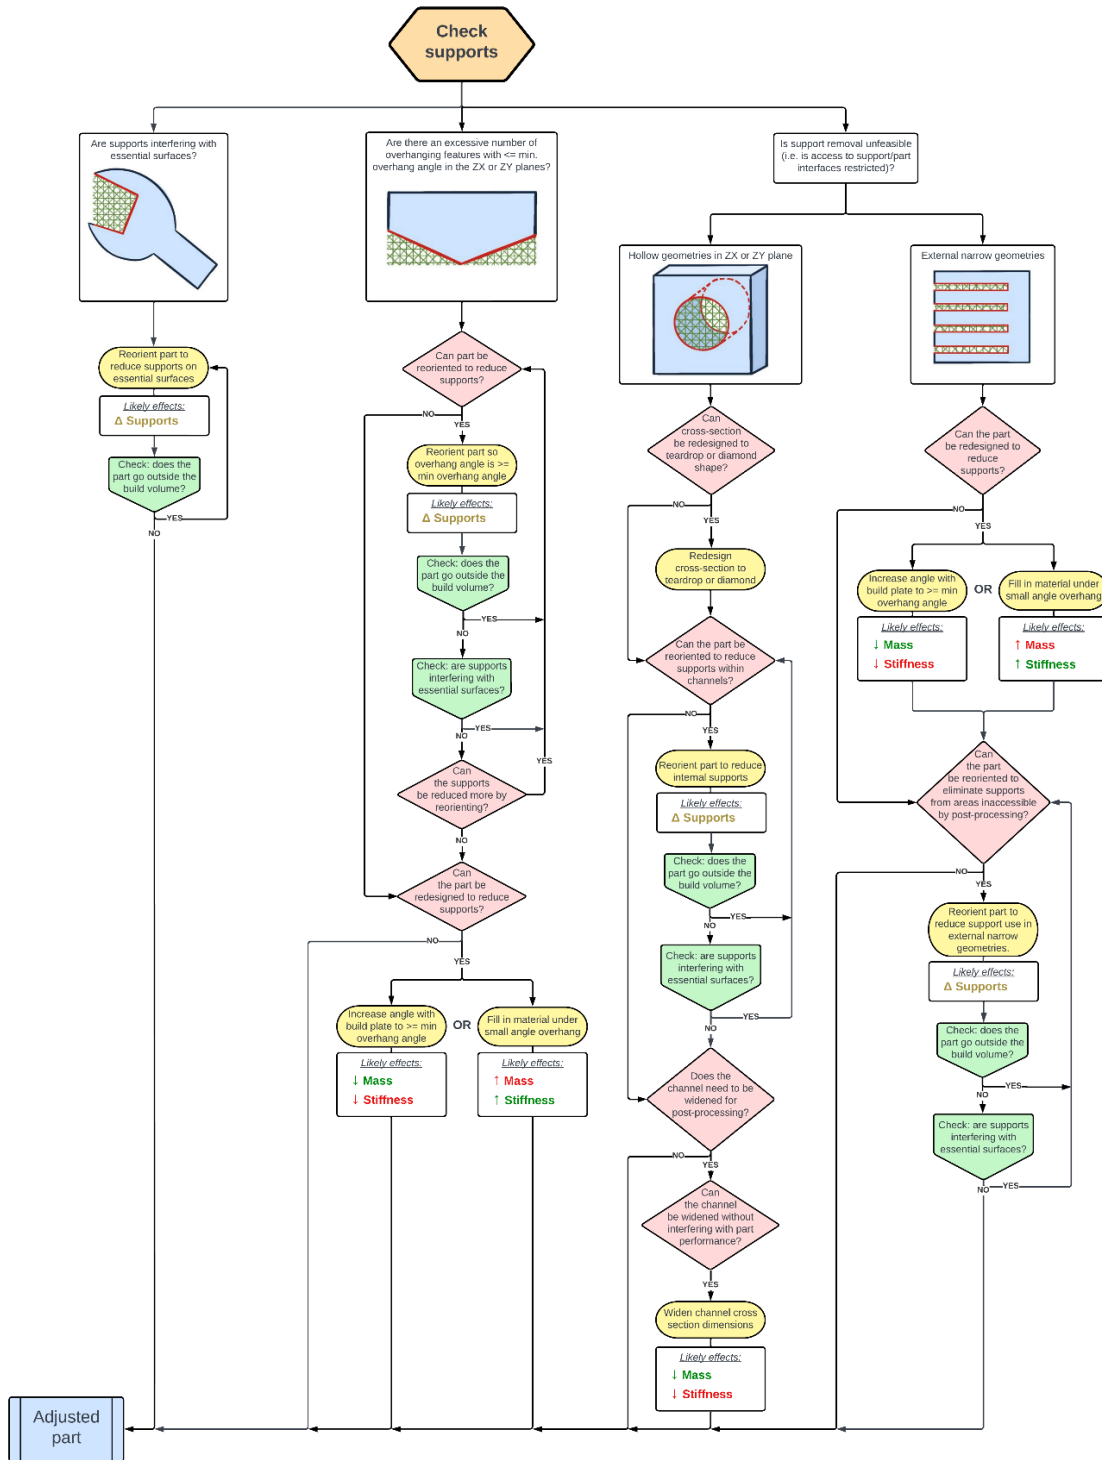 Check
supports
Are supports interfering with
essential surfaces?
Reorient part to
reduce supports on
essential surfaces
Likely effects:
Δ Supports
Check: does the
part go outside the
build volume?
YES
NO
Are there an excessive number of
overhanging features with <= min.
overhang angle in the ZX or ZY planes?
Can part be
reoriented to reduce
supports?
NO
YES
Reorient part so
overhang angle is >=
min overhang angle
Likely effects:
Δ Supports
Check: does the
part go outside the
build volume?
YES
NO
Check: are supports
interfering with
essential surfaces?
YES
NO
Can
the supports
be reduced more by
reorienting?
YES
NO
Can
the part be
redesigned to reduce
supports?
NO
YES
Increase angle with
build plate to >= min
overhang angle
OR
Fill in material under
small angle overhang
Likely effects:
↓ Mass
↓ Stiffness
Likely effects:
↑ Mass
↑ Stiffness
Is support removal unfeasible
(i.e. is access to support/part
interfaces restricted)?
Hollow geometries in ZX or ZY plane
Can
cross-section
be redesigned to
teardrop or diamond
shape?
NO
YES
Redesign
cross-section to
teardrop or diamond
Can the part be
reoriented to reduce
supports within
channels?
NO
YES
Reorient part to reduce
internal supports
Likely effects:
Δ Supports
Check: does the
part go outside the
build volume?
YES
NO
Check: are supports
interfering with
essential surfaces?
YES
NO
Does the
channel need to be
widened for
post-processing?
NO
YES
Can
the channel
be widened without
interfering with part
performance?
YES
Widen channel cross
section dimensions
Likely effects:
↓ Mass
↓ Stiffness
External narrow geometries
Can the part
be redesigned to
reduce
supports?
NO
YES
Increase angle with
build plate to >= min
overhang angle
OR
Fill in material under
small angle overhang
Likely effects:
↓ Mass
↓ Stiffness
Likely effects:
↑ Mass
↑ Stiffness
Can
the part
be reoriented to
eliminate supports
from areas inaccessible
by post-processing?
NO
YES
Reorient part to
reduce support use in
external narrow
geometries.
Likely effects:
Δ Supports
Check: does the
part go outside the
build volume?
YES
NO
Check: are supports
interfering with
essential surfaces?
YES
NO
Adjusted
part